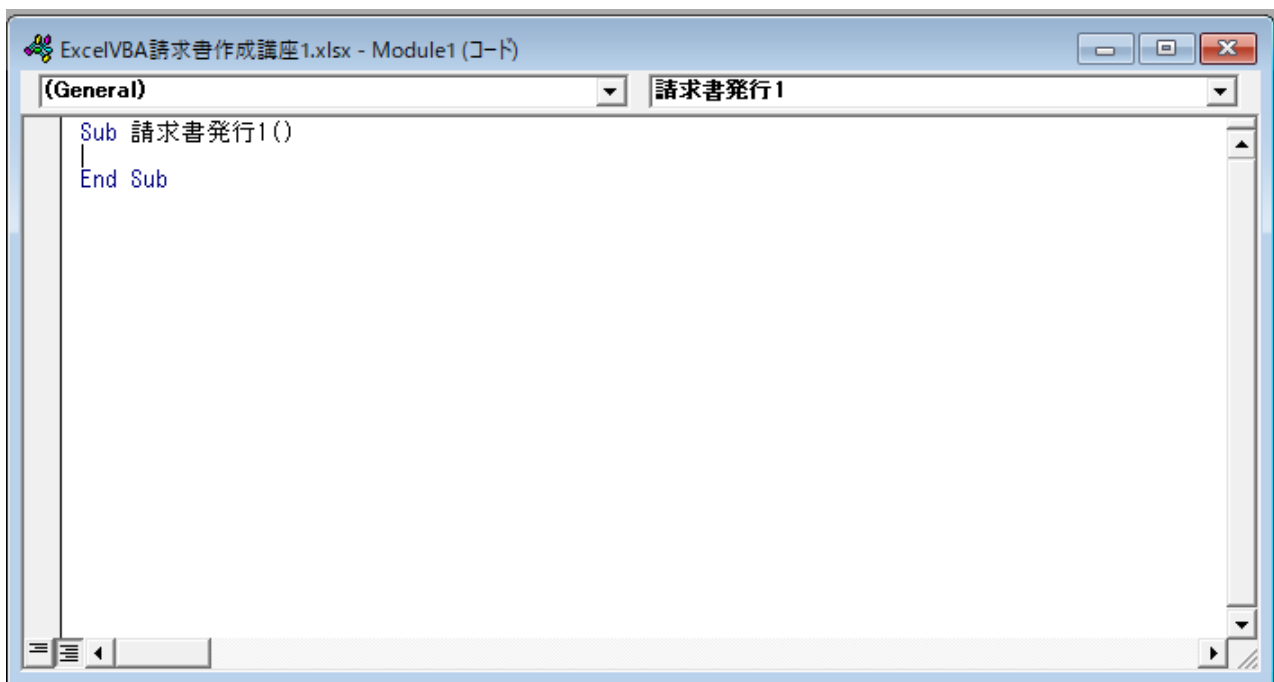 ExcelVBA請求書作成講座1.xlsx - Module1 (コード)
(General) 請求書発行1
Sub 請求書発行1()
End Sub